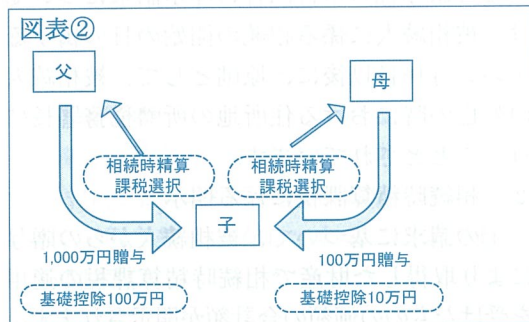 図表②
父
母
相続時精算
課税選択
相続時精算
課税選択
子
1,000万円贈与
100万円贈与
基礎控除100万円
基礎控除10万円